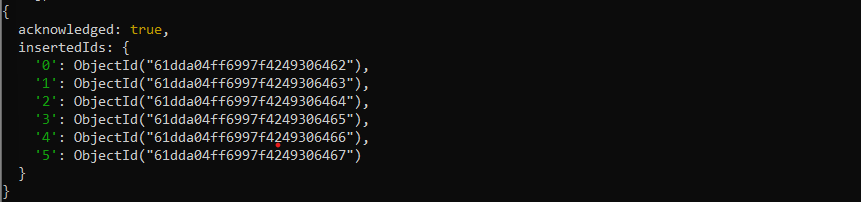 {
acknowledged: true,
insertedIds: {
'0': ObjectId("61dda04ff6997f4249306462"),
'1': ObjectId("61dda04ff6997f4249306463"),
'2': ObjectId("61dda04ff6997f4249306464"),
'3': ObjectId("61dda04ff6997f4249306465"),
'4': ObjectId("61dda04ff6997f4249306466"),
'5': ObjectId("61dda04ff6997f4249306467")
}
}